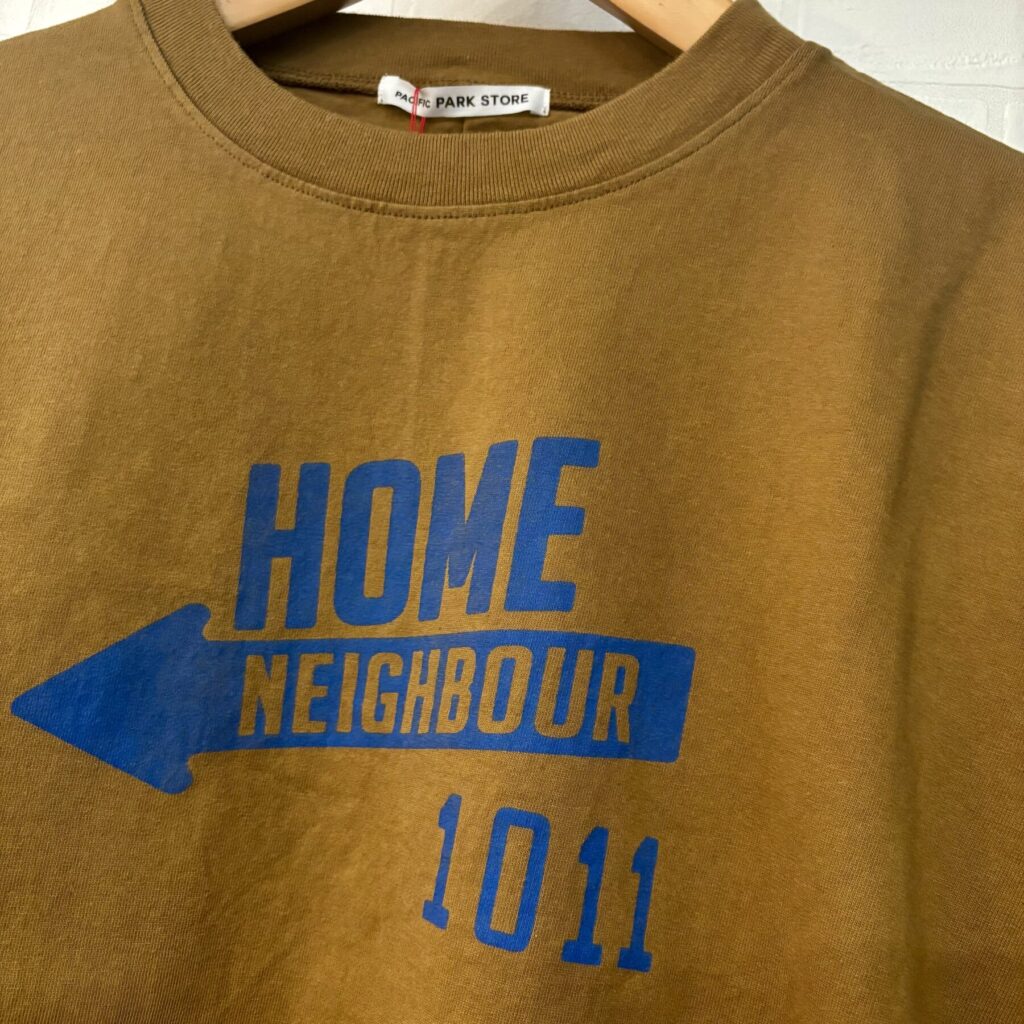 PACIFIC PARK STORE
HOME
NEIGHBOUR
1011